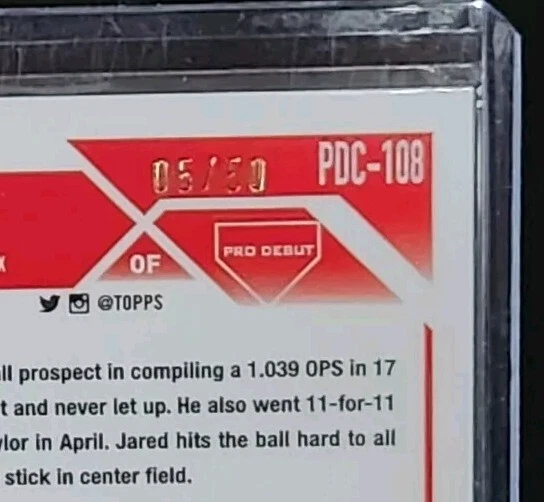 05/50 PDC-108
PRO DEBUT
OF
@TOPPS
ll prospect in compiling a 1.039 OPS in 17
t and never let up. He also went 11-for-11
lor in April. Jared hits the ball hard to all
stick in center field.